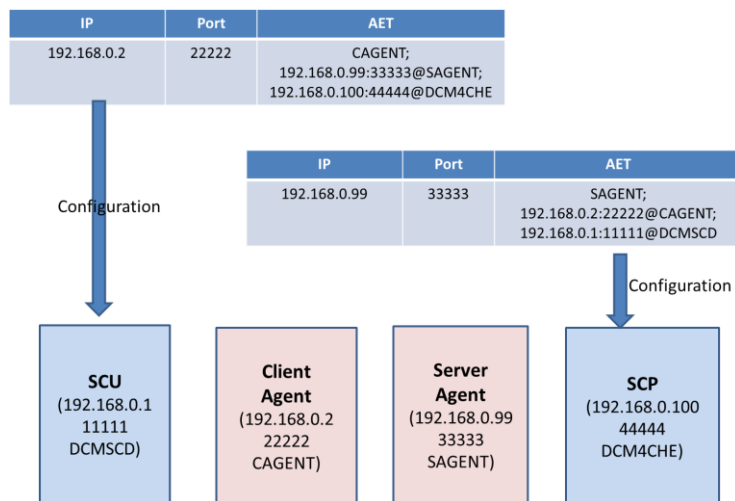 IP Port AET
192.168.0.2 22222 CAGENT;
192.168.0.99:33333@SAGENT;
192.168.0.100:44444@DCM4CHE
IP Port AET
192.168.0.99 33333 SAGENT;
192.168.0.2:22222@CAGENT;
192.168.0.1:11111@DCMSCD
Configuration
Configuration
SCU
(192.168.0.1
11111
DCMSCD)
Client
Agent
(192.168.0.2
22222
CAGENT)
Server
Agent
(192.168.0.99
33333
SAGENT)
SCP
(192.168.0.100
44444
DCM4CHE)